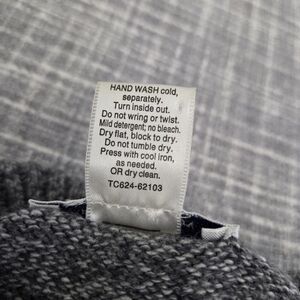 HAND WASH cold,
separately.
Turn inside out.
Do not wring or twist.
Mild detergent; no bleach.
Dry flat, block to dry.
Do not tumble dry.
Press with cool iron,
as needed.
OR dry clean.
TC624-62103